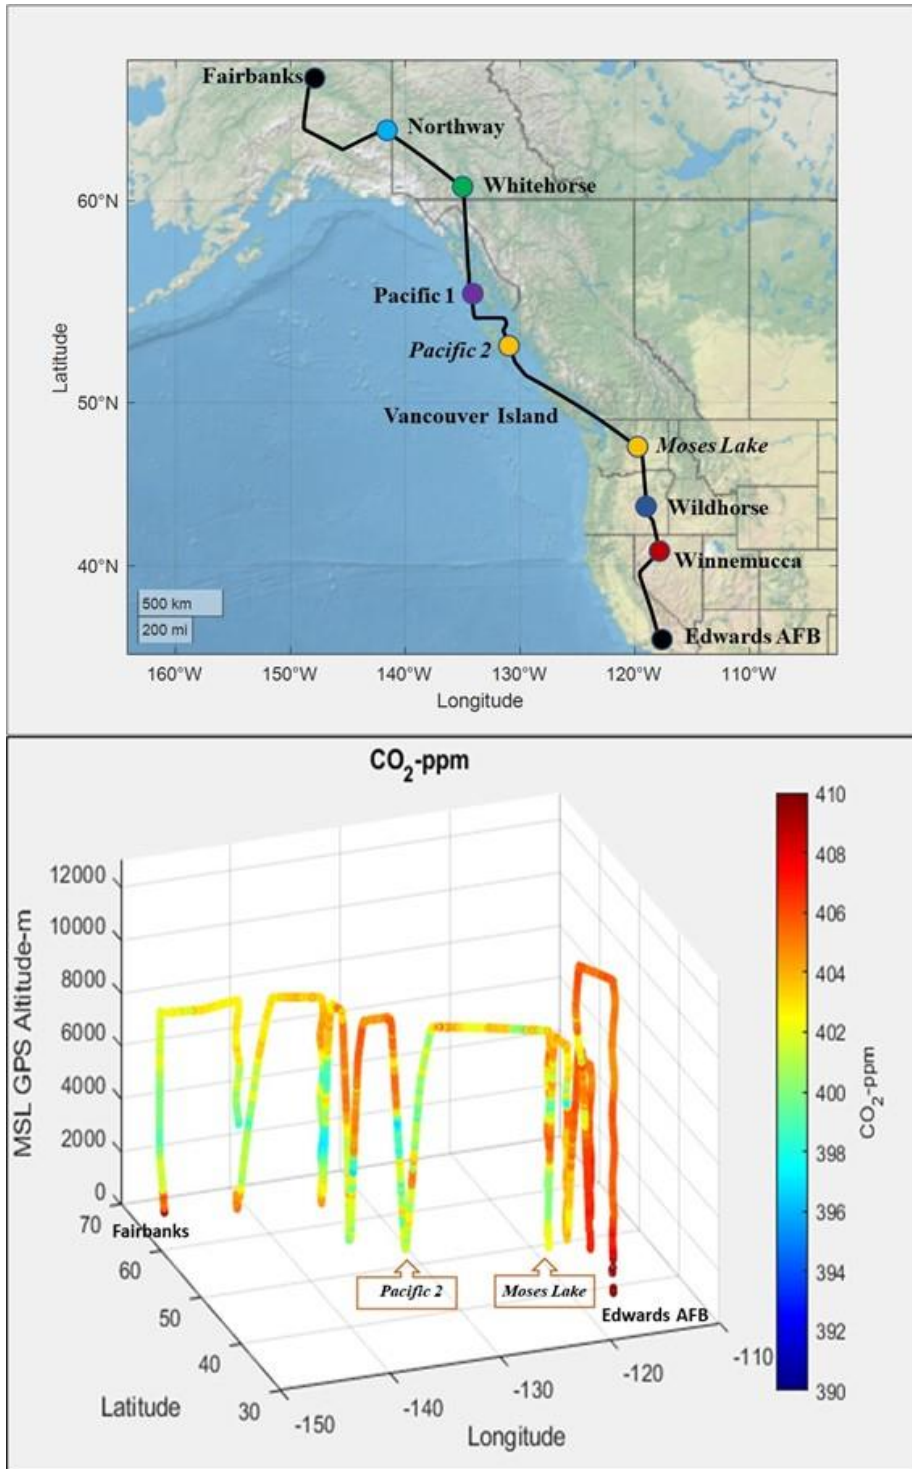 Fairbanks
Northway
Whitehorse
60°N
Pacific 1
Pacific 2
Latitude
50°N
Vancouver Island
Moses Lake
Wildhorse
Winnemucca
40°N
500 km
200 mi
Edwards AFB
160°W 150°W 140°W 130°W 120°W 110°W
Longitude
CO2-ppm
410
12000
408
10000
406
8000
404
MSL GPS Altitude-m
6000
402
4000
400
CO2-ppm
2000
398
0
396
70
Fairbanks
394
60
Pacific 2
Moses Lake
Edwards AFB
392
50
-110
40
-120
390
Latitude
30
-130
-140
-150
Longitude